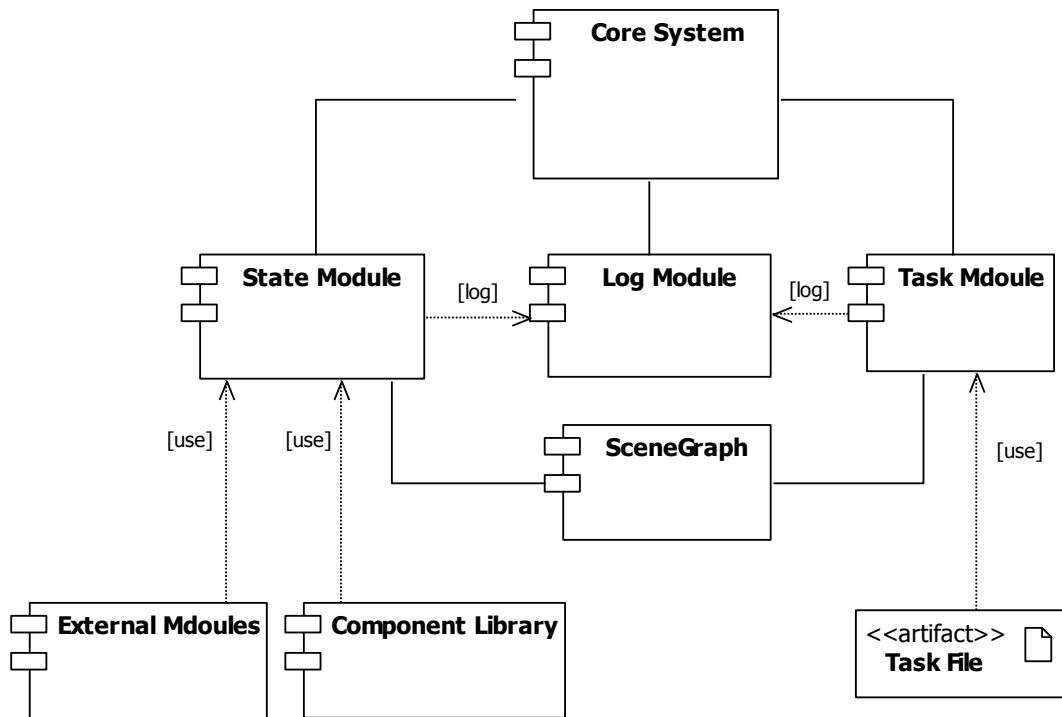 Core System
State Module
Log Module
Task Mdoule
[log]
[log]
SceneGraph
[use]
[use]
[use]
External Mdoules
Component Library
<<artifact>>
Task File